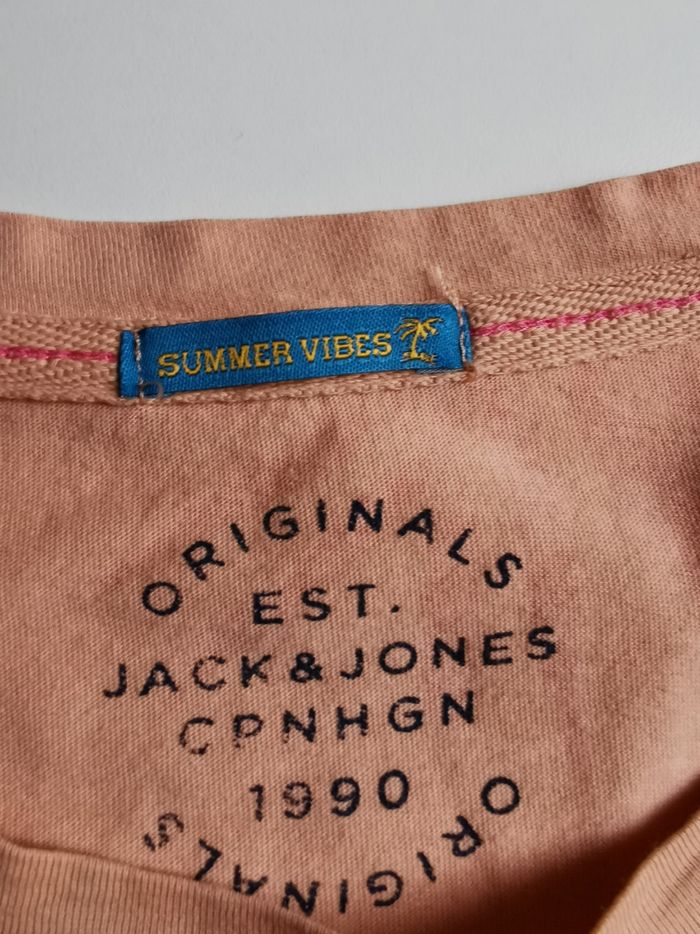 SUMMER VIBES
ORIGINALS
EST.
JACK & JONES
CPNHGN
1990
ORIGINALS